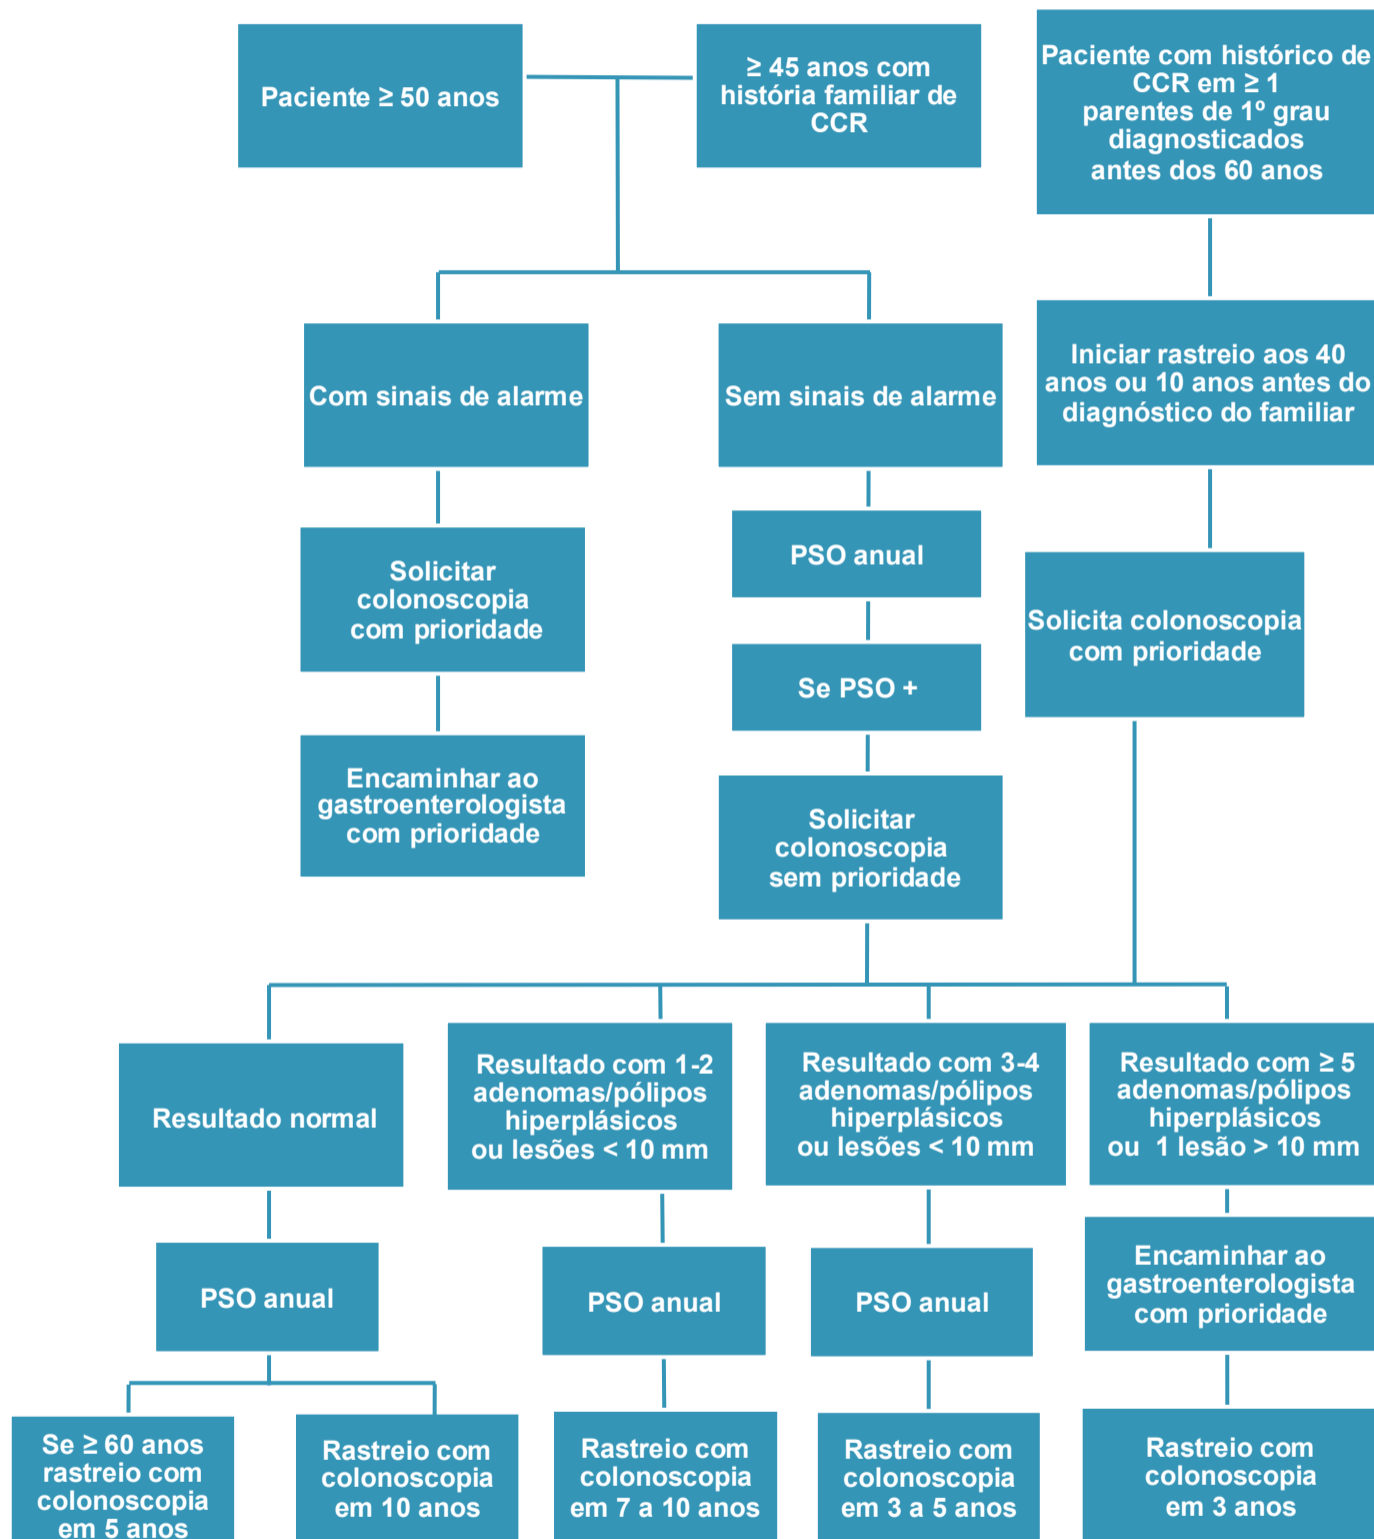 Paciente ≥ 50 anos
≥ 45 anos com
história familiar de
CCR
Paciente com histórico de
CCR em ≥ 1
parentes de 1º grau
diagnosticados
antes dos 60 anos
Com sinais de alarme
Sem sinais de alarme
Iniciar rastreio aos 40
anos ou 10 anos antes do
diagnóstico do familiar
Solicitar
colonoscopia
com prioridade
PSO anual
Solicita colonoscopia
com prioridade
Se PSO +
Encaminhar ao
gastroenterologista
com prioridade
Solicitar
colonoscopia
sem prioridade
Resultado normal
Resultado com 1-2
adenomas/pólipos
hiperplásicos
ou lesões < 10 mm
Resultado com 3-4
adenomas/pólipos
hiperplásicos
ou lesões < 10 mm
Resultado com ≥ 5
adenomas/pólipos
hiperplásicos
ou 1 lesão > 10 mm
PSO anual
PSO anual
PSO anual
Encaminhar ao
gastroenterologista
com prioridade
Se ≥ 60 anos
rastreio com
colonoscopia
em 5 anos
Rastreio com
colonoscopia
em 10 anos
Rastreio com
colonoscopia
em 7 a 10 anos
Rastreio com
colonoscopia
em 3 a 5 anos
Rastreio com
colonoscopia
em 3 anos